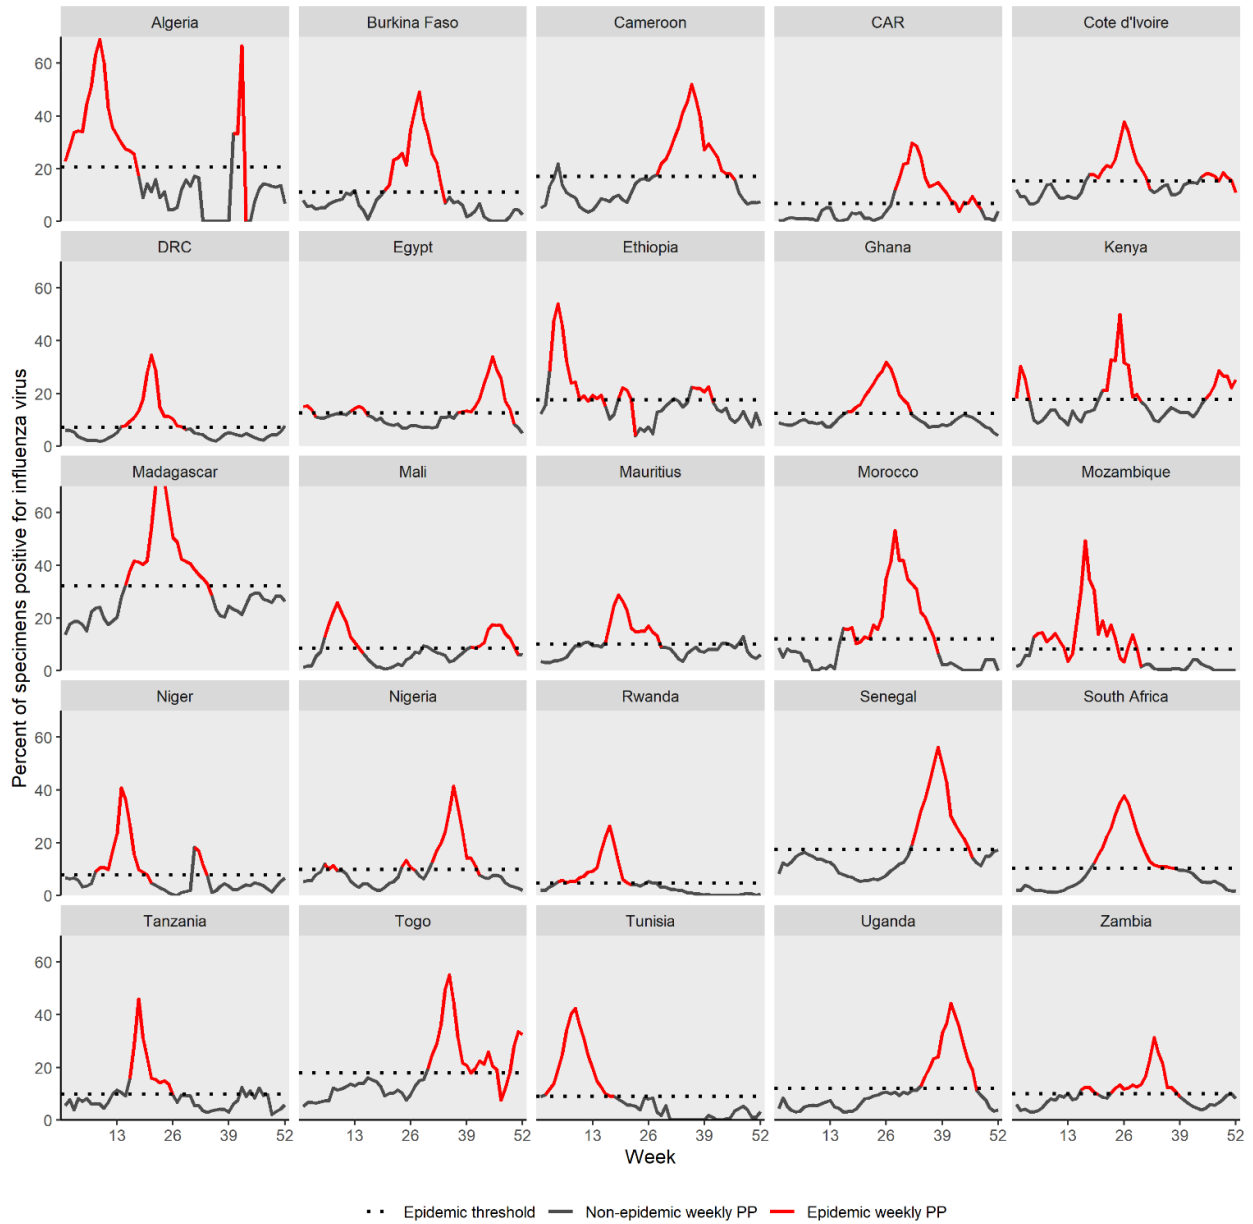 Algeria Burkina Faso Cameroon CAR Cote d'Ivoire
60
40
20
0
DRC Egypt Ethiopia Ghana Kenya
60
40
20
0
Madagascar Mali Mauritius Morocco Mozambique
60
40
20
0
Niger Nigeria Rwanda Senegal South Africa
60
40
20
0
Tanzania Togo Tunisia Uganda Zambia
60
40
20
0
13 26 39 52 13 26 39 52 13 26 39 52 13 26 39 52 13 26 39 52
Percent of specimens positive for influenza virus
Week
Epidemic threshold Non-epidemic weekly PP Epidemic weekly PP